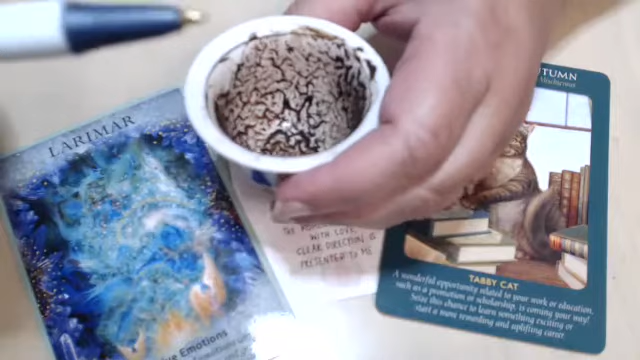 LARIMAR
ve Emotions
WITH LOVE,
CLEAR DIRECTION IS
PRESENTED TO ME
UTUMN
TABBY CAT
A wonderful opportunity related to your work or education,
such as a promotion or scholarship, is coming your way!
Seize this chance to learn something exciting or
start a more rewarding and uplifting career!